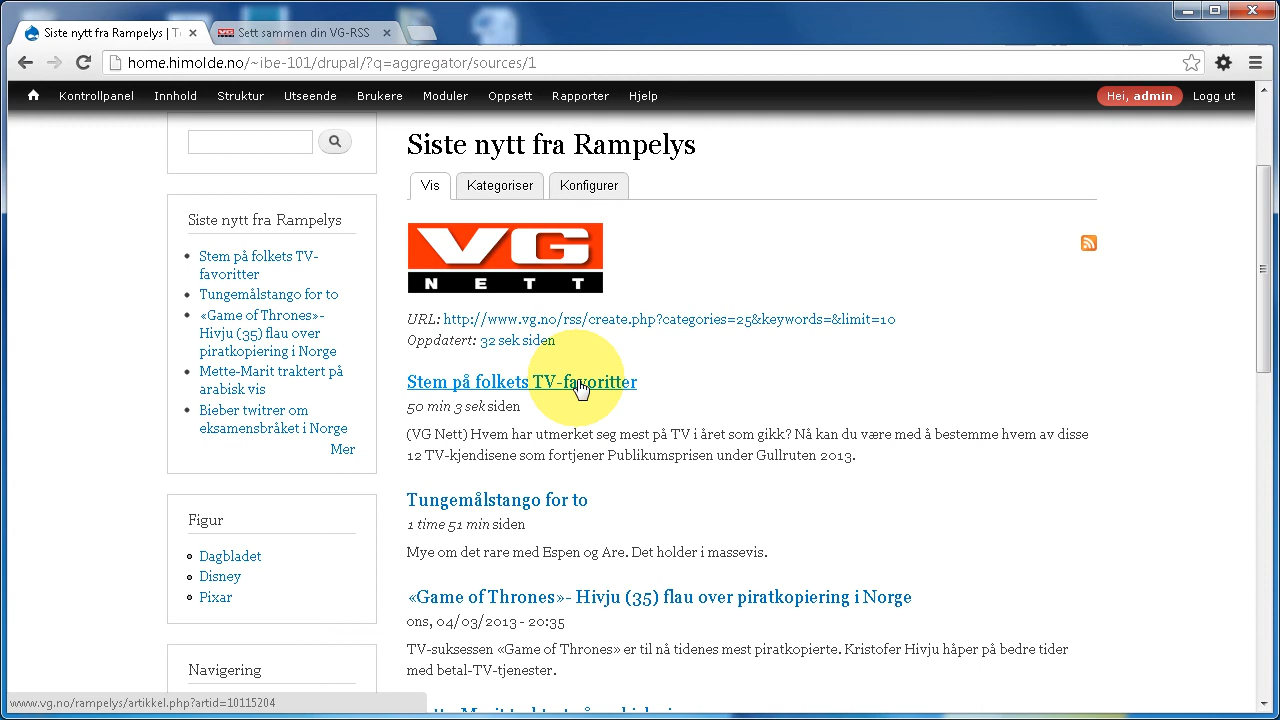 Siste nytt fra Rampelys | T
Sett sammen din VG-RSS
home.himolde.no/~ibe-101/drupal/?q=aggregator/sources/1
Kontrollpanel Innhold Struktur Utseende Brukere Moduler Oppsett Rapporter Hjelp Hei, admin Logg ut
Siste nytt fra Rampelys
Stem på folkets TV-
favoritter
Tungemålstango for to
«Game of Thrones»-
Hivju (35) flau over
piratkopiering i Norge
Mette-Marit traktert på
arabisk vis
Bieber twitrer om
eksamensbråket i Norge
Mer
Figur
Dagbladet
Disney
Pixar
Navigering
Siste nytt fra Rampelys
Vis Kategoriser Konfigurer
VG
NETT
URL: http://www.vg.no/rss/create.php?categories=25&keywords=&limit=10
Oppdatert: 32 sek siden
Stem på folkets TV-favoritter
50 min 3 sek siden
(VG Nett) Hvem har utmerket seg mest på TV i året som gikk? Nå kan du være med å bestemme hvem av disse
12 TV-kjendisene som fortjener Publikumsprisen under Gullruten 2013.
Tungemålstango for to
1 time 51 min siden
Mye om det rare med Espen og Are. Det holder i massevis.
«Game of Thrones»- Hivju (35) flau over piratkopiering i Norge
ons, 04/03/2013 - 20:35
TV-suksessen «Game of Thrones» er til nå tidenes mest piratkopierte. Kristofer Hivju håper på bedre tider
med betal-TV-tjenester.
www.vg.no/rampelys/artikkel.php?artid=10115204